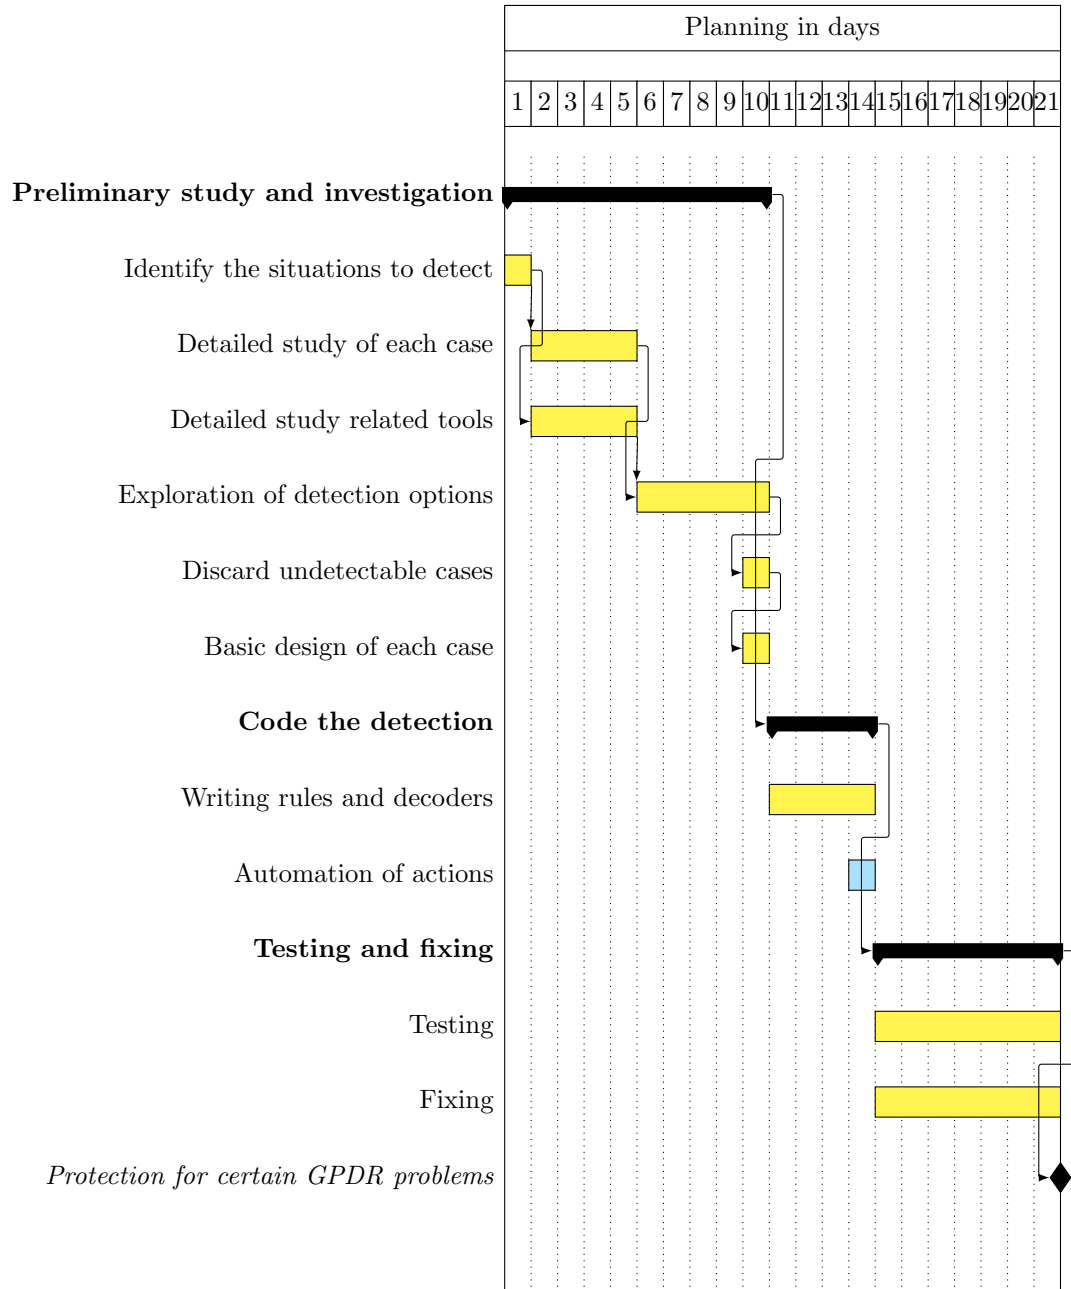 Planning in days
1 2 3 4 5 6 7 8 9 10 11 12 13 14 15 16 17 18 19 20 21
Preliminary study and investigation
Identify the situations to detect
Detailed study of each case
Detailed study related tools
Exploration of detection options
Discard undetectable cases
Basic design of each case
Code the detection
Writing rules and decoders
Automation of actions
Testing and fixing
Testing
Fixing
Protection for certain GPDR problems